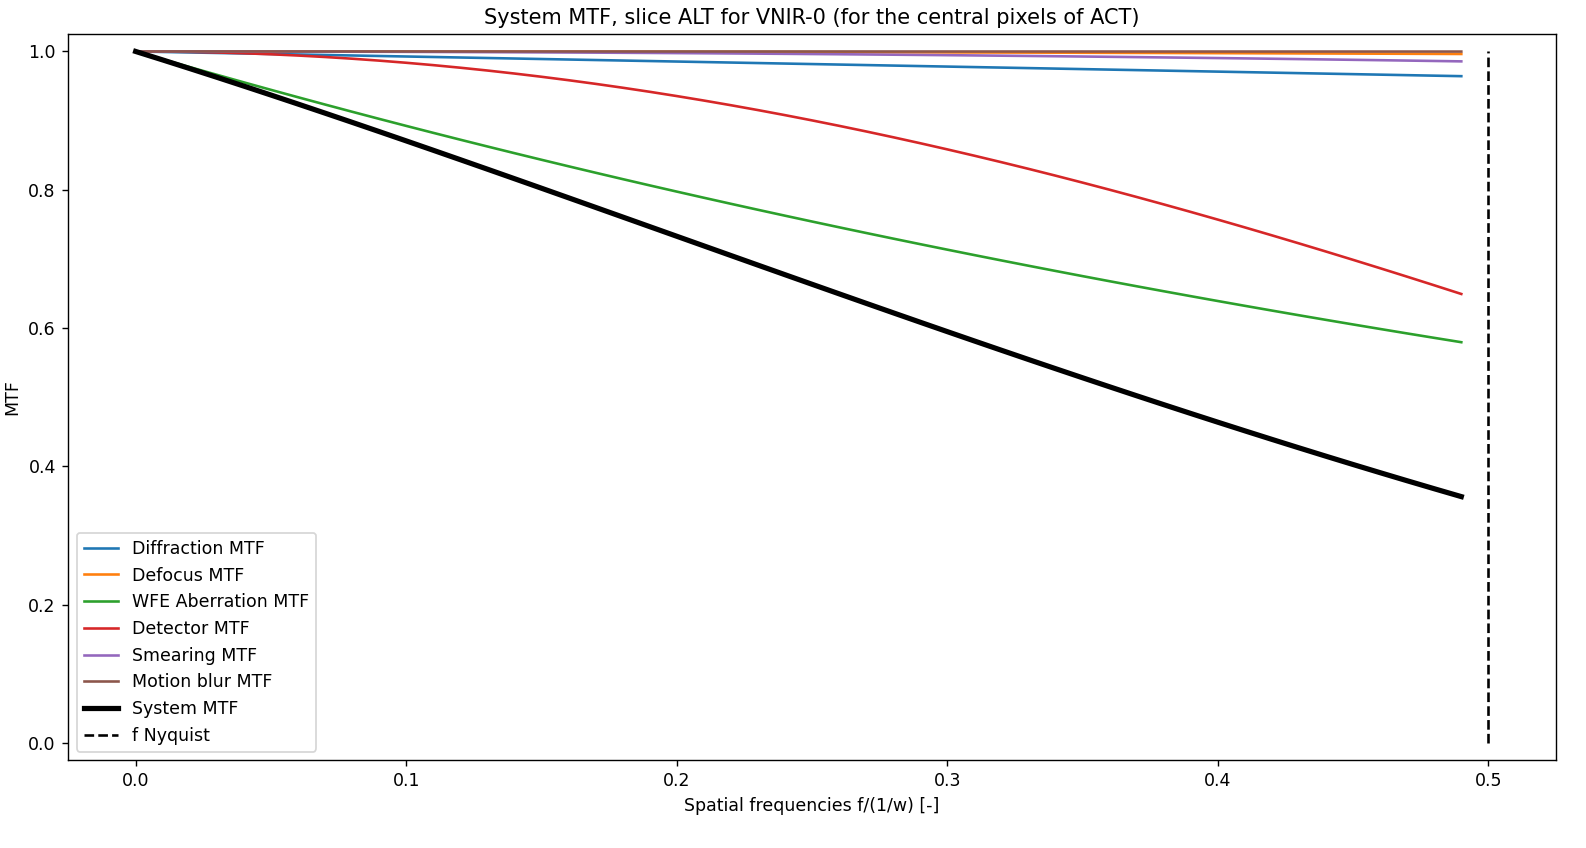 System MTF, slice ALT for VNIR-0 (for the central pixels of ACT)
1.0
0.8
0.6
0.4
0.2
0.0
MTF
Diffraction MTF
Defocus MTF
WFE Aberration MTF
Detector MTF
Smearing MTF
Motion blur MTF
System MTF
f Nyquist
0.0 0.1 0.2 0.3 0.4 0.5
Spatial frequencies f/(1/w) [-]